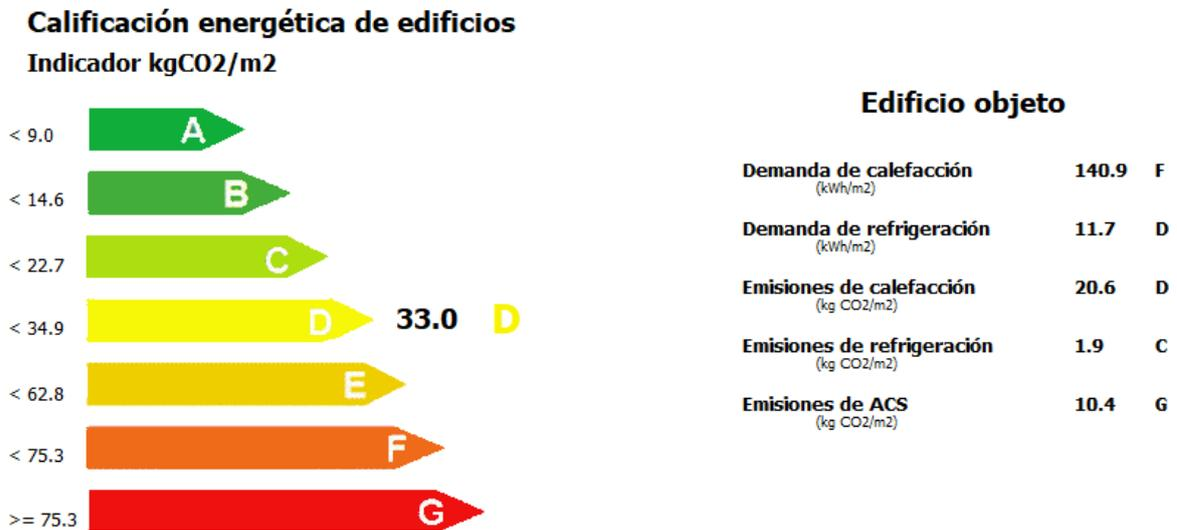 Calificación energética de edificios
Indicador kgCO2/m2
< 9.0 A
< 14.6 B
< 22.7 C
< 34.9 D 33.0 D
< 62.8 E
< 75.3 F
>= 75.3 G
Edificio objeto
Demanda de calefacción 140.9 F
(kWh/m2)
Demanda de refrigeración 11.7 D
(kWh/m2)
Emisiones de calefacción 20.6 D
(kg CO2/m2)
Emisiones de refrigeración 1.9 C
(kg CO2/m2)
Emisiones de ACS 10.4 G
(kg CO2/m2)